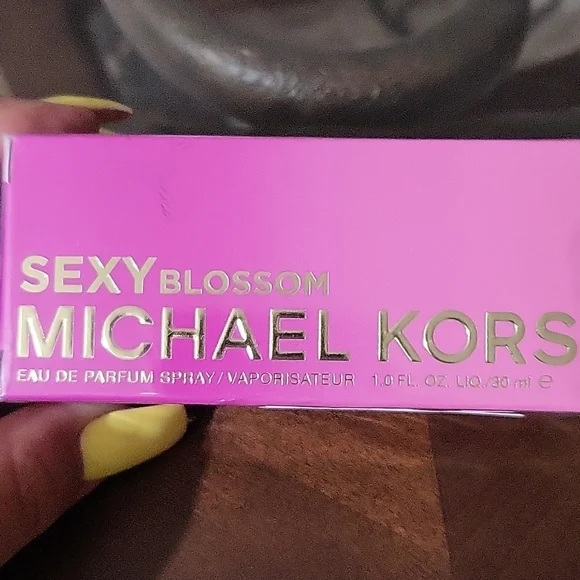 SEXY BLOSSOM
MICHAEL KORS
EAU DE PARFUM SPRAY/VAPORISATEUR 1.0 FL. OZ. LIQ./30 ml ℮